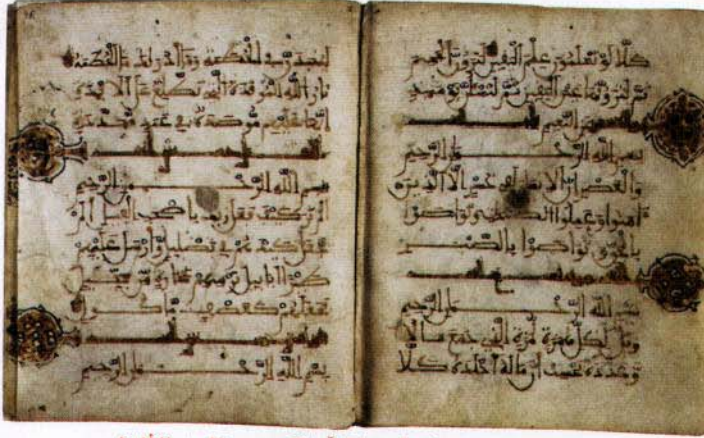 كلا لو تعلمون علم اليقين لترون الجحيم
ثم لترونها عين اليقين ثم لتسئلن يومئذ
عن النعيم
بسم الله الرحمن الرحيم
والعصر ان الانسان لفي خسر الا الذين
امنوا وعملوا الصلحت وتواصوا
بالحق وتواصوا بالصبر
بسم الله الرحمن الرحيم
ويل لكل همزة لمزة الذي جمع مالا
وعدده يحسب ان ماله اخلده كلا
لينبذن في الحطمة وما ادريك ما الحطمة
نار الله الموقدة التي تطلع على الافئدة
انها عليهم موصدة في عمد ممددة
بسم الله الرحمن الرحيم
الم تر كيف فعل ربك باصحب الفيل الم
يجعل كيدهم في تضليل وارسل عليهم
طيرا ابابيل ترميهم بحجارة من سجيل
فجعلهم كعصف ماكول
بسم الله الرحمن الرحيم